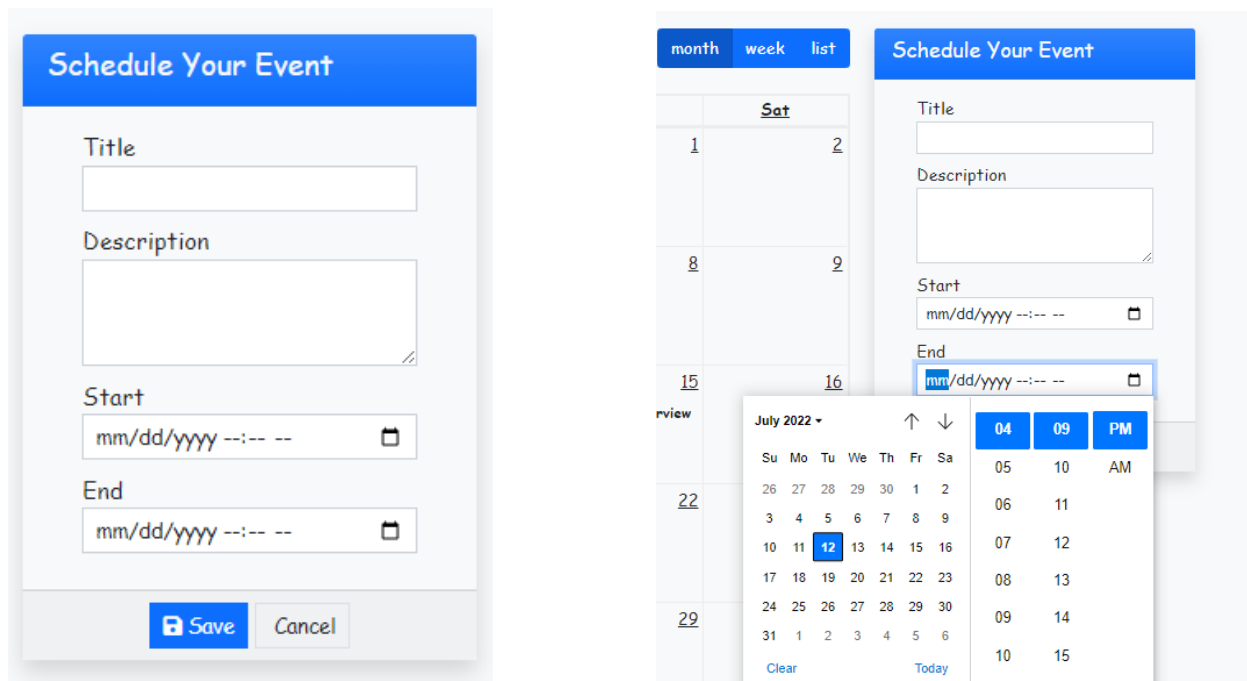 Schedule Your Event
Title
Description
Start
mm/dd/yyyy --:-- --
End
mm/dd/yyyy --:-- --
Save Cancel
month week list
Sat
1 2
8 9
15 16
rview
22
29
Schedule Your Event
Title
Description
Start
mm/dd/yyyy --:-- --
End
mm/dd/yyyy --:-- --
July 2022
Su Mo Tu We Th Fr Sa
26 27 28 29 30 1 2
3 4 5 6 7 8 9
10 11 12 13 14 15 16
17 18 19 20 21 22 23
24 25 26 27 28 29 30
31 1 2 3 4 5 6
Clear Today
04 09 PM
05 10 AM
06 11
07 12
08 13
09 14
10 15